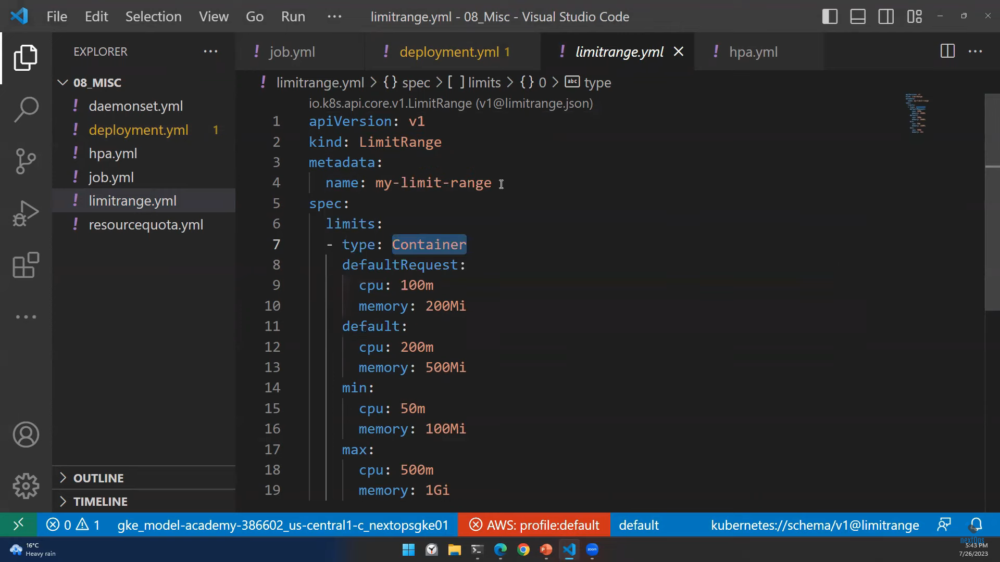 File Edit Selection View Go Run ··· limitrange.yml - 08_Misc - Visual Studio Code
EXPLORER ···
08_MISC
! daemonset.yml
! deployment.yml 1
! hpa.yml
! job.yml
! limitrange.yml
! resourcequota.yml
OUTLINE
TIMELINE
! job.yml ! deployment.yml 1 ! limitrange.yml ! hpa.yml ···
! limitrange.yml > {} spec > [ ] limits > {} 0 > abc type
io.k8s.api.core.v1.LimitRange (v1@limitrange.json)
1 apiVersion: v1
2 kind: LimitRange
3 metadata:
4 name: my-limit-range
5 spec:
6 limits:
7 - type: Container
8 defaultRequest:
9 cpu: 100m
10 memory: 200Mi
11 default:
12 cpu: 200m
13 memory: 500Mi
14 min:
15 cpu: 50m
16 memory: 100Mi
17 max:
18 cpu: 500m
19 memory: 1Gi
0 1 gke_model-academy-386602_us-central1-c_nextopsgke01 AWS: profile:default default kubernetes://schema/v1@limitrange
16°C
Heavy rain
zoom
nextOps
5:43 PM
7/26/2023